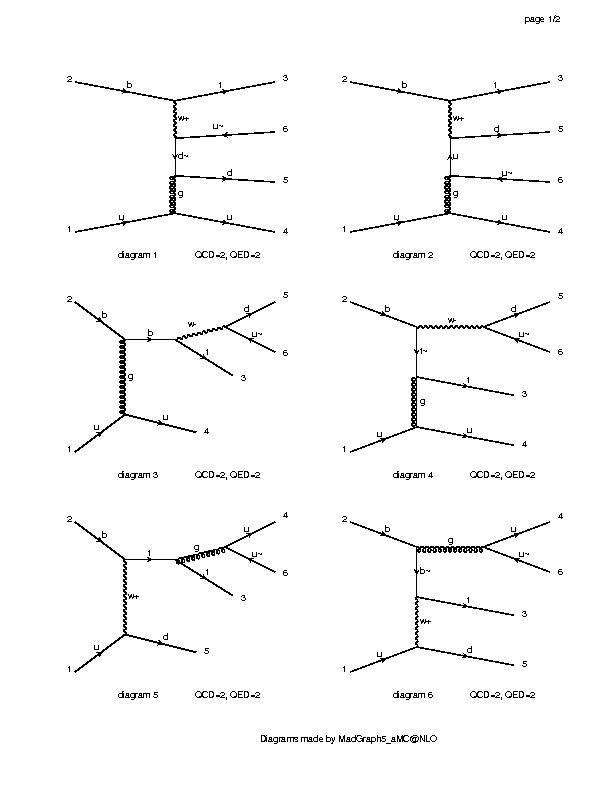 page 1/2
2 b t 3
w+
u~ 6
d~
d 5
g
1 u u 4
diagram 1 QCD=2, QED=2
2 b t 3
w+
d 5
u
u~ 6
g
1 u u 4
diagram 2 QCD=2, QED=2
2 b b w- d 5
u~ 6
t 3
g
u 4
1 u
diagram 3 QCD=2, QED=2
2 b w- d 5
u~ 6
t~
t 3
g
1 u u 4
diagram 4 QCD=2, QED=2
2 b t g u 4
u~ 6
t 3
w+
d 5
1 u
diagram 5 QCD=2, QED=2
2 b g u 4
u~ 6
b~
t 3
w+
1 u d 5
diagram 6 QCD=2, QED=2
Diagrams made by MadGraph5_aMC@NLO